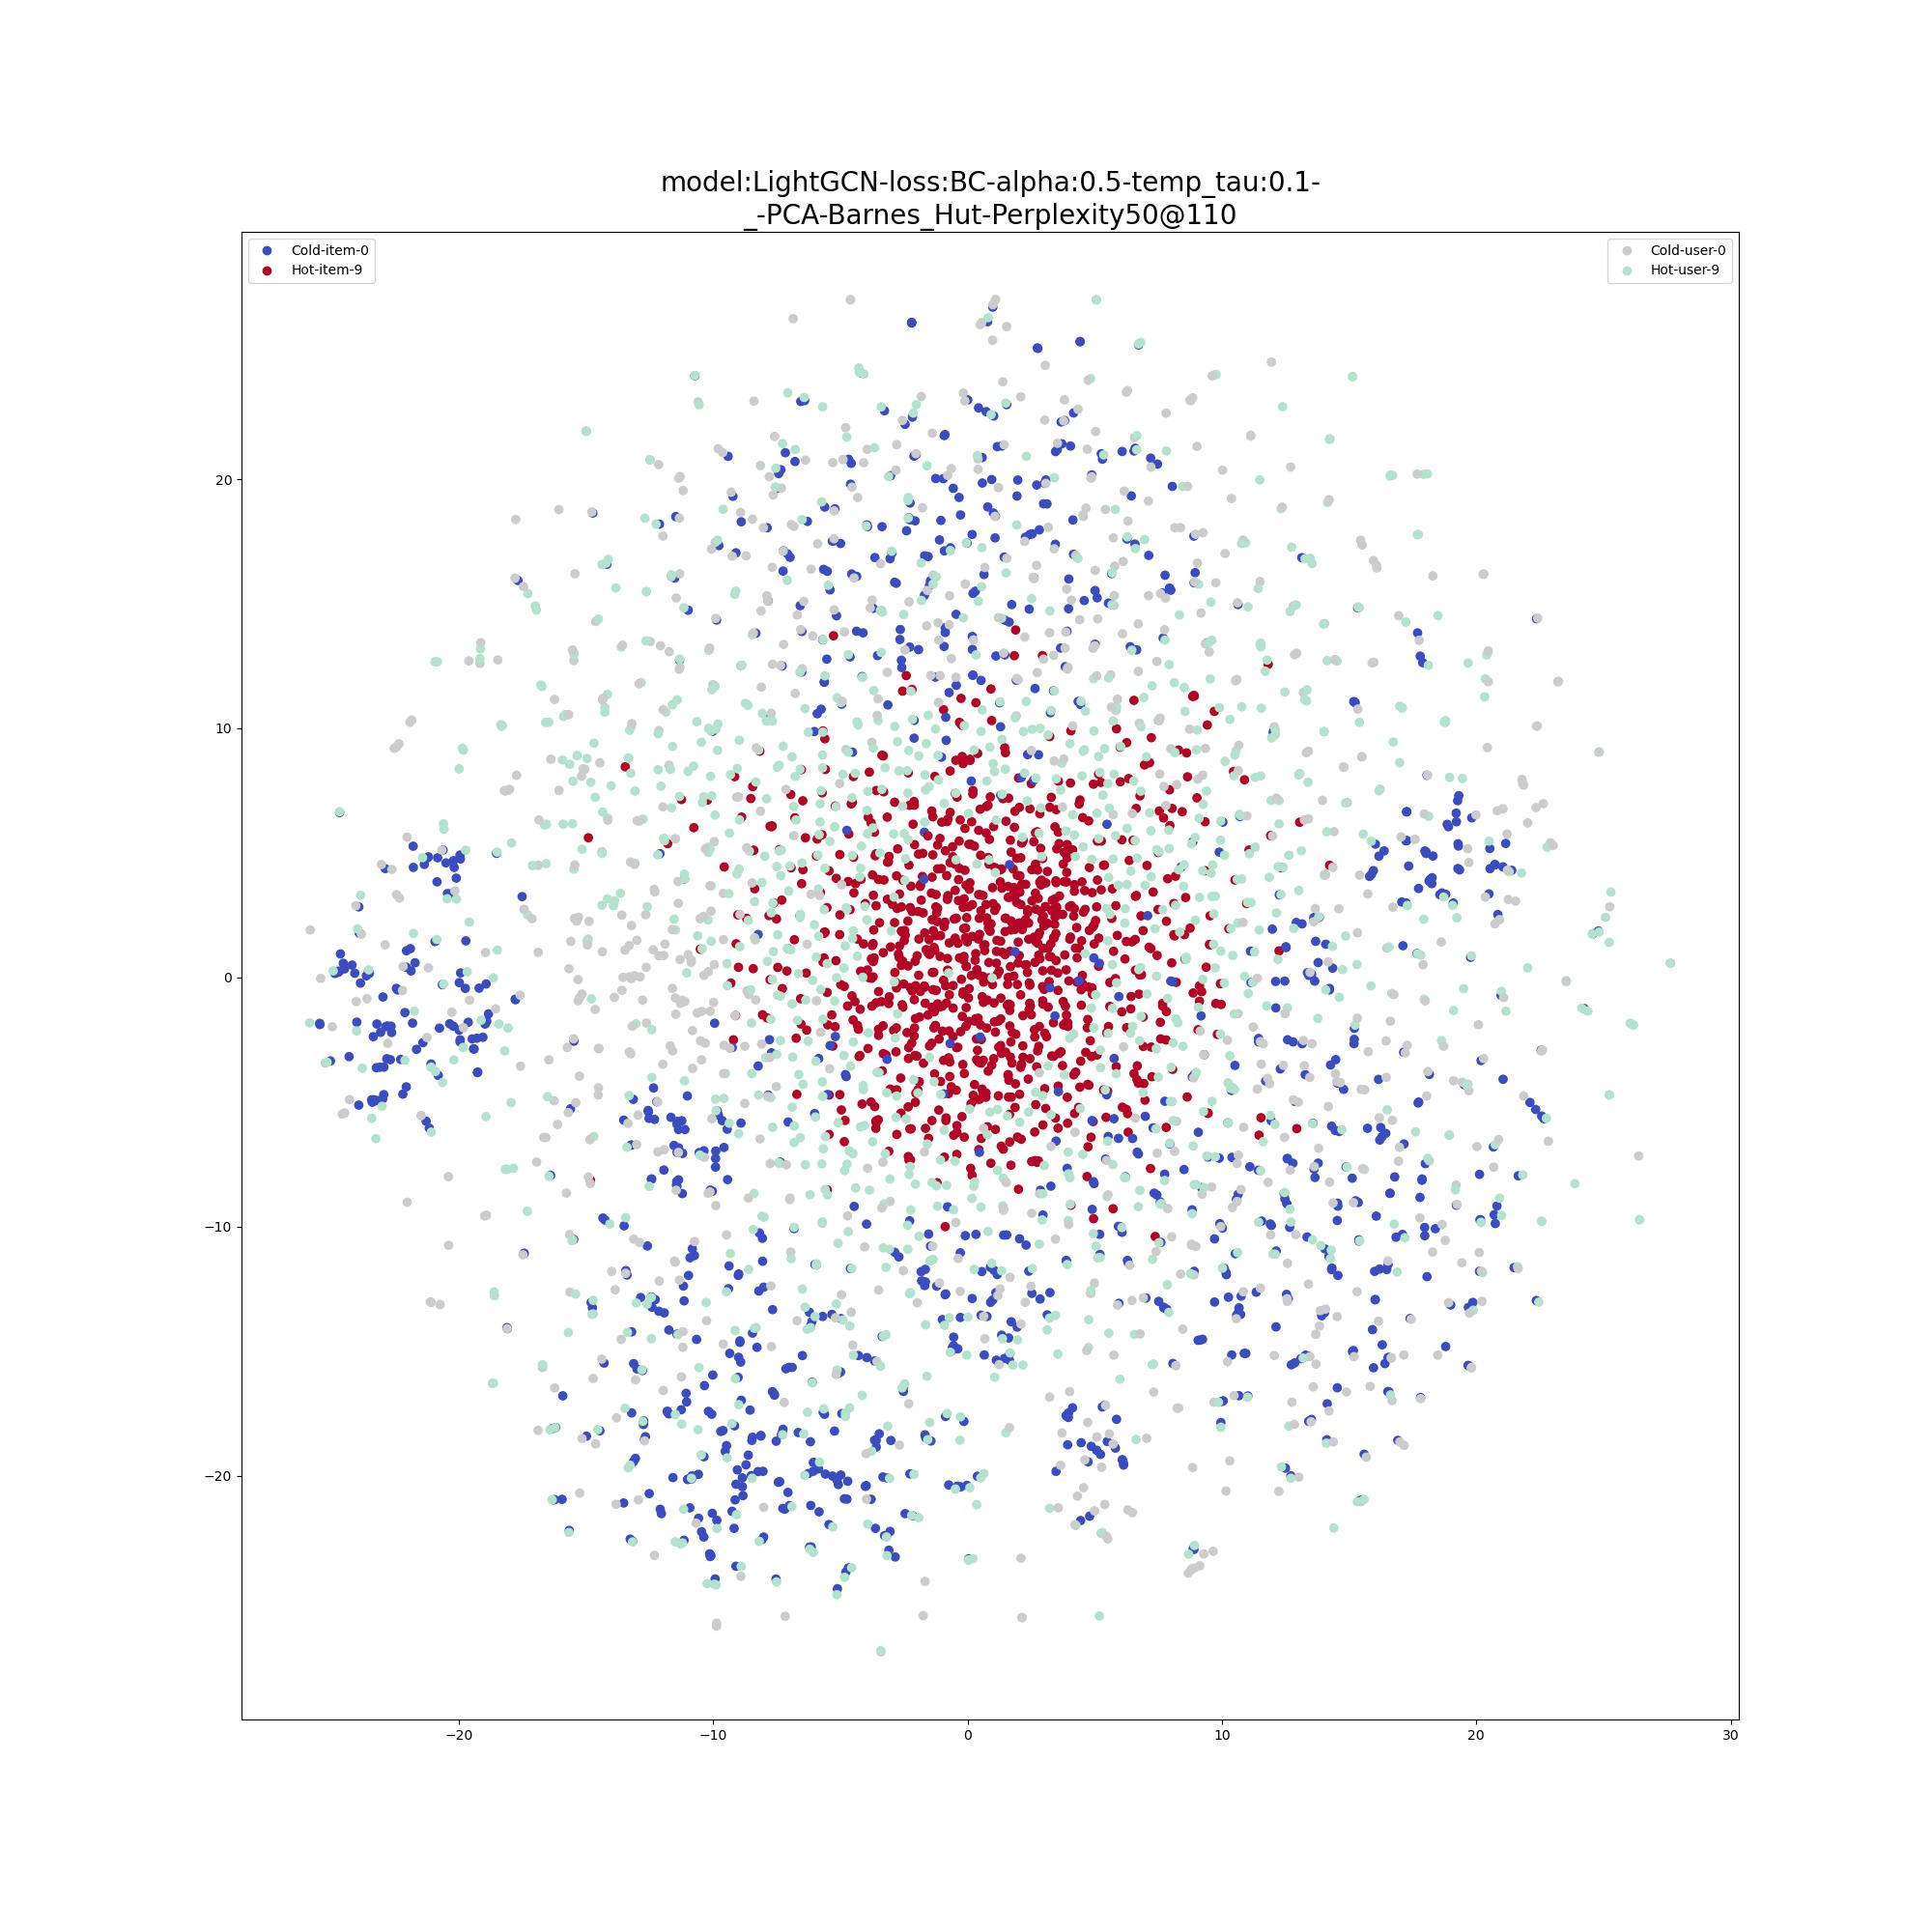 model:LightGCN-loss:BC-alpha:0.5-temp_tau:0.1-
_-PCA-Barnes_Hut-Perplexity50@110
Cold-item-0
Hot-item-9
Cold-user-0
Hot-user-9
20
10
0
−10
−20
−20
−10
0
10
20
30